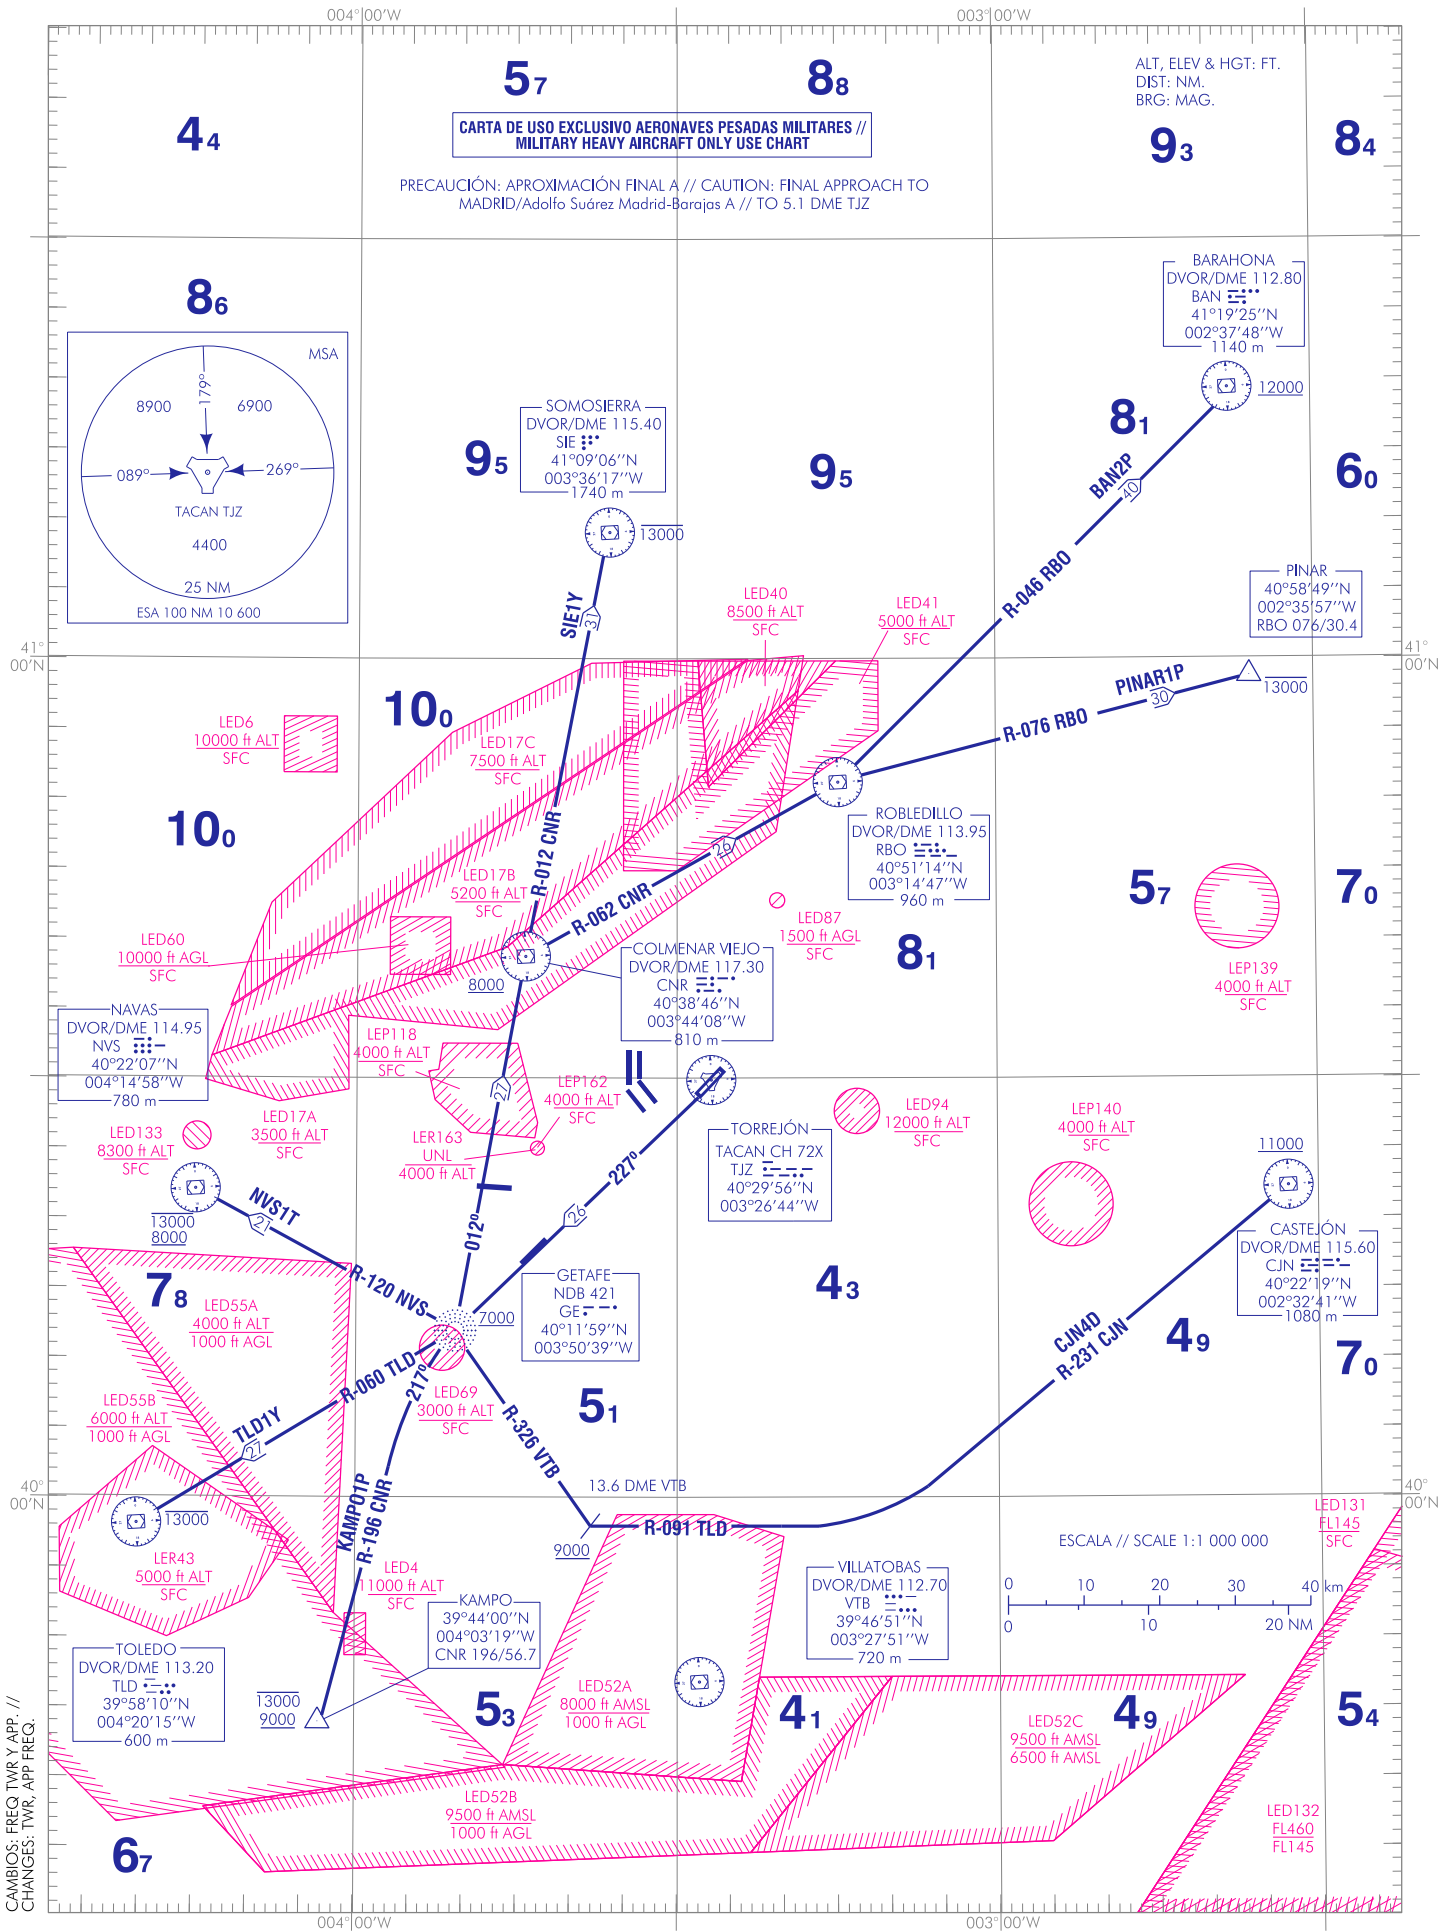 004°00'W
003°00'W
ALT, ELEV & HGT: FT.
DIST: NM.
BRG: MAG.
57
88
44
93
84
CARTA DE USO EXCLUSIVO AERONAVES PESADAS MILITARES //
MILITARY HEAVY AIRCRAFT ONLY USE CHART
PRECAUCIÓN: APROXIMACIÓN FINAL A // CAUTION: FINAL APPROACH TO
MADRID/Adolfo Suárez Madrid-Barajas A // TO 5.1 DME TJZ
86
MSA
179°
8900
6900
089°
269°
TACAN TJZ
4400
25 NM
ESA 100 NM 10 600
BARAHONA
DVOR/DME 112.80
BAN
41°19'25''N
002°37'48''W
1140 m
12000
81
BAN2P
40
R-046 RBO
60
SOMOSIERRA
DVOR/DME 115.40
SIE
41°09'06''N
003°36'17''W
1740 m
95
95
13000
SIE1Y
31
PINAR
40°58'49''N
002°35'57''W
RBO 076/30.4
LED40
8500 ft ALT
SFC
LED41
5000 ft ALT
SFC
41°
00'N
41°
00'N
PINAR1P
30
13000
R-076 RBO
100
LED6
10000 ft ALT
SFC
LED17C
7500 ft ALT
SFC
100
ROBLEDILLO
DVOR/DME 113.95
RBO
40°51'14''N
003°14'47''W
960 m
26
R-012 CNR
R-062 CNR
LED17B
5200 ft ALT
SFC
57
70
LED87
1500 ft AGL
SFC
LED60
10000 ft AGL
SFC
81
LEP139
4000 ft ALT
SFC
COLMENAR VIEJO
DVOR/DME 117.30
CNR
40°38'46''N
003°44'08''W
810 m
8000
NAVAS
DVOR/DME 114.95
NVS
40°22'07''N
004°14'58''W
780 m
LEP118
4000 ft ALT
SFC
27
LEP162
4000 ft ALT
SFC
LED17A
3500 ft ALT
SFC
LED133
8300 ft ALT
SFC
LER163
UNL
4000 ft ALT
LED94
12000 ft ALT
SFC
LEP140
4000 ft ALT
SFC
TORREJÓN
TACAN CH 72X
TJZ
40°29'56''N
003°26'44''W
11000
227°
26
012°
NVS1T
21
13000
8000
R-120 NVS
CASTEJÓN
DVOR/DME 115.60
CJN
40°22'19''N
002°32'41''W
1080 m
78
LED55A
4000 ft ALT
1000 ft AGL
GETAFE
NDB 421
GE
40°11'59''N
003°50'39''W
7000
43
CJN4D
R-231 CJN
49
70
R-060 TLD
217°
LED69
3000 ft ALT
SFC
51
LED55B
6000 ft ALT
1000 ft AGL
TLD1Y
27
R-326 VTB
13.6 DME VTB
40°
00'N
40°
00'N
13000
KAMPO1P
R-196 CNR
R-091 TLD
9000
LED131
FL145
SFC
LER43
5000 ft ALT
SFC
LED4
11000 ft ALT
SFC
ESCALA // SCALE 1:1 000 000
0 10 20 30 40 km
0 10 20 NM
VILLATOBAS
DVOR/DME 112.70
VTB
39°46'51''N
003°27'51''W
720 m
KAMPO
39°44'00''N
004°03'19''W
CNR 196/56.7
TOLEDO
DVOR/DME 113.20
TLD
39°58'10''N
004°20'15''W
600 m
13000
9000
53
LED52A
8000 ft AMSL
1000 ft AGL
41
LED52C
9500 ft AMSL
6500 ft AMSL
49
54
LED52B
9500 ft AMSL
1000 ft AGL
LED132
FL460
FL145
67
CAMBIOS: FREQ TWR Y APP. //
CHANGES: TWR, APP FREQ.
004°00'W
003°00'W